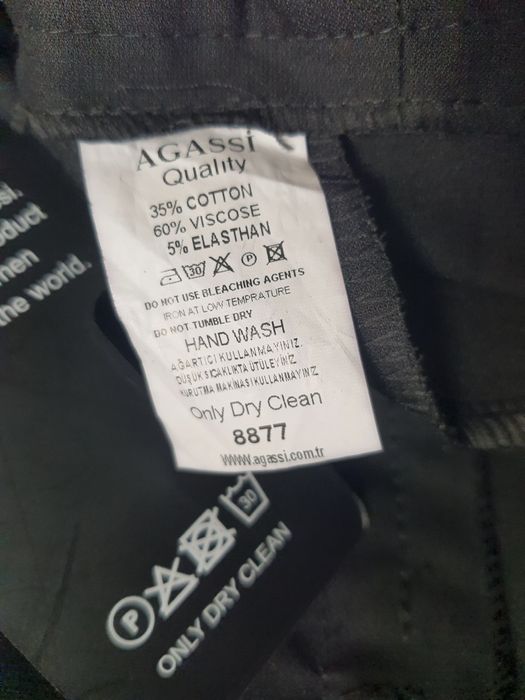 AGASSİ
Quality
35% COTTON
60% VISCOSE
5% ELASTHAN
30 P
DO NOT USE BLEACHING AGENTS
IRON AT LOW TEMPRATURE
DO NOT TUMBLE DRY
HAND WASH
AĞARTICI KULLANMAYINIZ.
DÜŞÜK SICAKLIKTA ÜTÜLEYİNİZ
KURUTMA MAKİNASI KULLANMAYINIZ
Only Dry Clean
8877
www.agassi.com.tr
the world.
P 30
ONLY DRY CLEAN